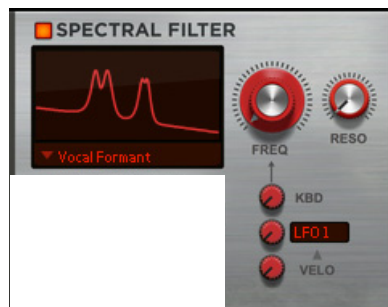 SPECTRAL FILTER
Vocal Formant
FREQ
RESO
KBD
LFO 1
VELO